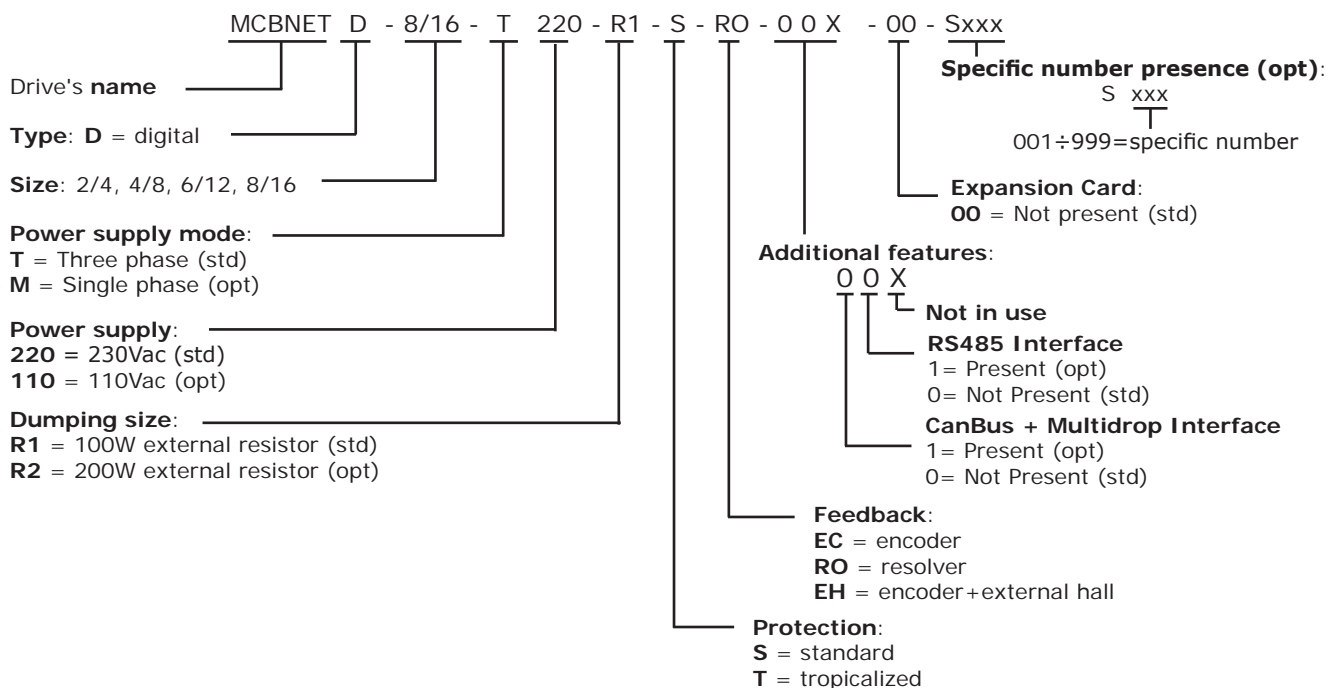 MCBNET D - 8/16 - T 220 - R1 - S - RO - 0 0 X - 00 - Sxxx
Drive's name
Type: D = digital
Size: 2/4, 4/8, 6/12, 8/16
Power supply mode:
T = Three phase (std)
M = Single phase (opt)
Power supply:
220 = 230Vac (std)
110 = 110Vac (opt)
Dumping size:
R1 = 100W external resistor (std)
R2 = 200W external resistor (opt)
Specific number presence (opt):
S xxx
001÷999=specific number
Expansion Card:
00 = Not present (std)
Additional features:
0 0 X
Not in use
RS485 Interface
1= Present (opt)
0= Not Present (std)
CanBus + Multidrop Interface
1= Present (opt)
0= Not Present (std)
Feedback:
EC = encoder
RO = resolver
EH = encoder+external hall
Protection:
S = standard
T = tropicalized